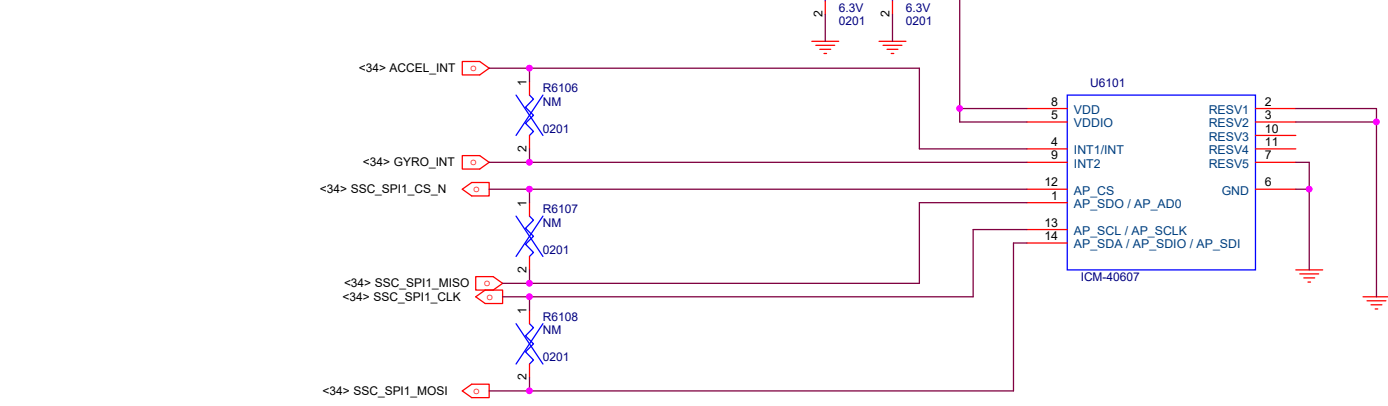 2 6.3V 2 6.3V
0201 0201
<34> ACCEL_INT
1
R6106
NM
0201
2
<34> GYRO_INT
<34> SSC_SPI1_CS_N
1
R6107
NM
0201
2
<34> SSC_SPI1_MISO
<34> SSC_SPI1_CLK
1
R6108
NM
0201
2
<34> SSC_SPI1_MOSI
U6101
8 VDD RESV1 2
5 VDDIO RESV2 3
RESV3 10
4 INT1/INT RESV4 11
9 INT2 RESV5 7
12 AP_CS GND 6
1 AP_SDO / AP_AD0
13 AP_SCL / AP_SCLK
14 AP_SDA / AP_SDIO / AP_SDI
ICM-40607